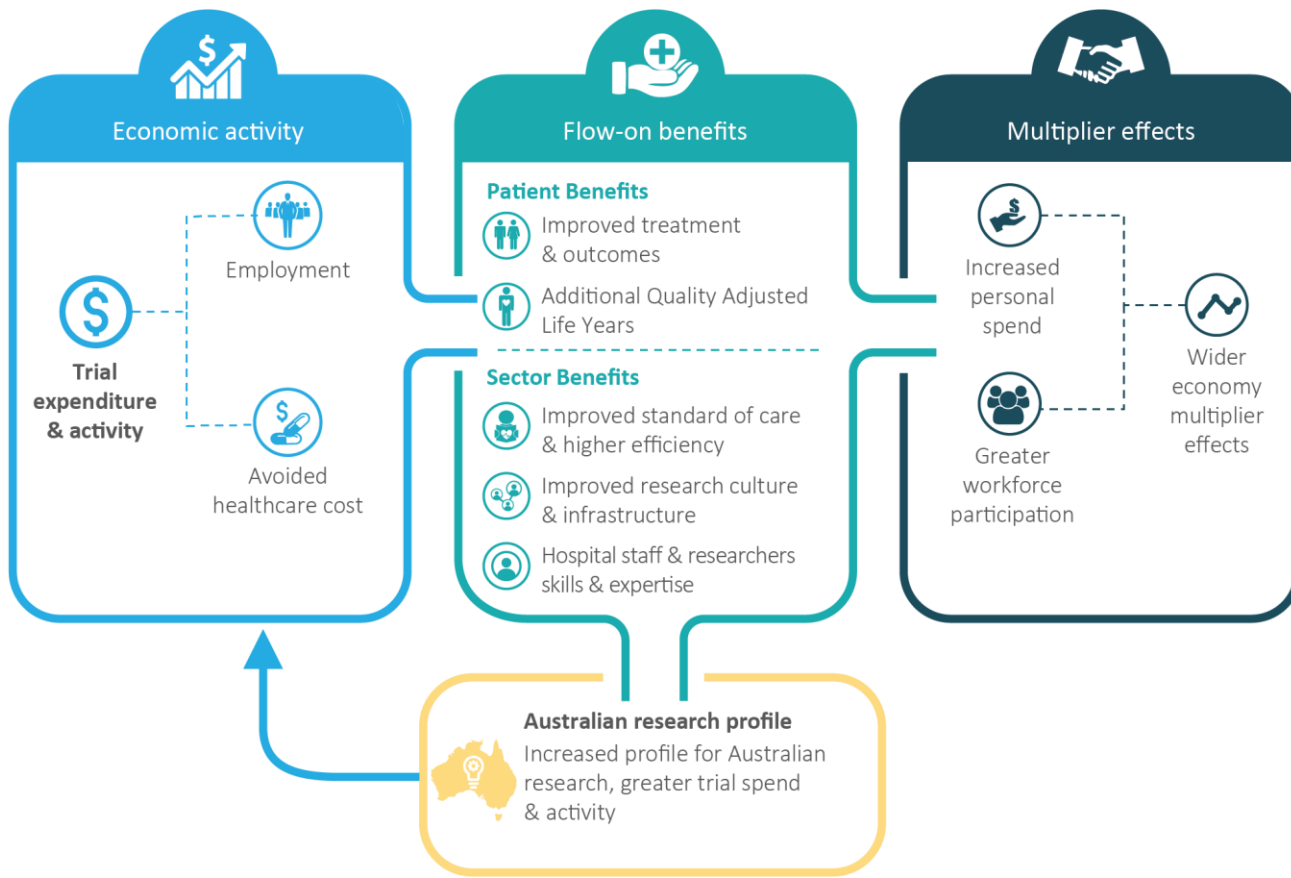 Economic activity
Trial
expenditure
& activity
Employment
Avoided
healthcare cost
Flow-on benefits
Patient Benefits
Improved treatment
& outcomes
Additional Quality Adjusted
Life Years
Sector Benefits
Improved standard of care
& higher efficiency
Improved research culture
& infrastructure
Hospital staff & researchers
skills & expertise
Multiplier effects
Increased
personal
spend
Greater
workforce
participation
Wider
economy
multiplier
effects
Australian research profile
Increased profile for Australian
research, greater trial spend
& activity